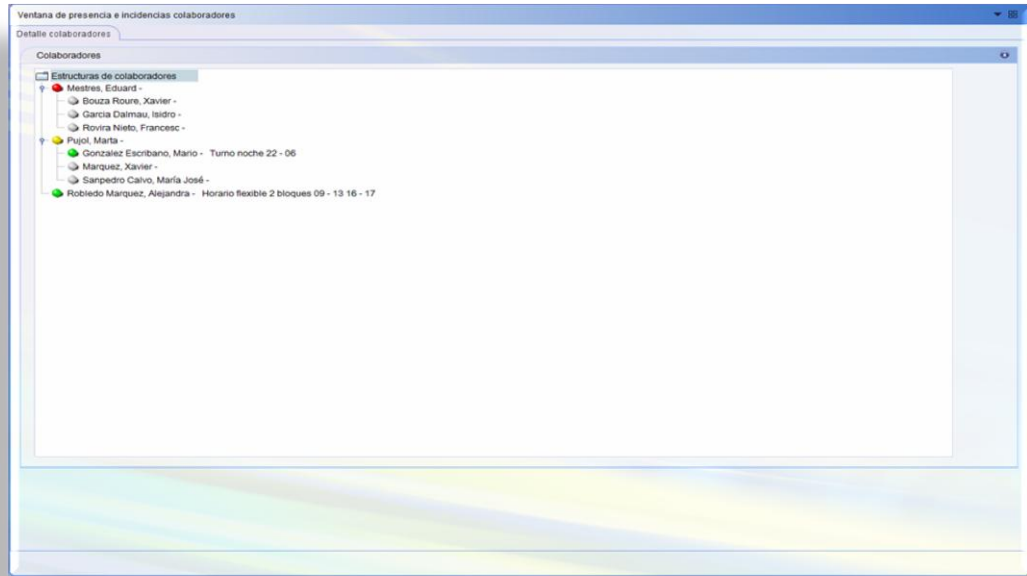 Ventana de presencia e incidencias colaboradores
Detalle colaboradores
Colaboradores
Estructuras de colaboradores
Mestres, Eduard -
Bouza Roure, Xavier -
Garcia Dalmau, Isidro -
Rovira Nieto, Francesc -
Pujol, Marta -
Gonzalez Escribano, Mario - Turno noche 22 - 06
Marquez, Xavier -
Sanpedro Calvo, María José -
Robledo Marquez, Alejandra - Horario flexible 2 bloques 09 - 13 16 - 17